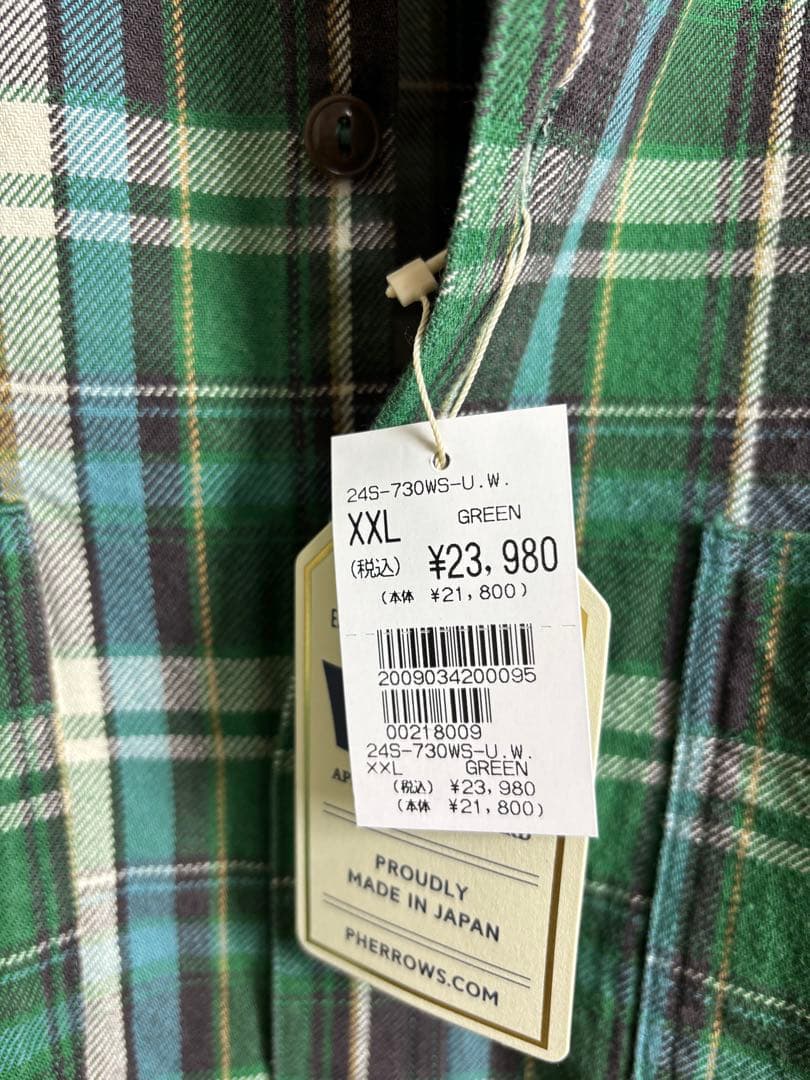 24S-730WS-U.W.
XXL GREEN
(税込) ¥23,980
(本体 ¥21,800)
2009034200095
00218009
24S-730WS-U.W.
XXL GREEN
(税込) ¥23,980
(本体 ¥21,800)
PROUDLY
MADE IN JAPAN
PHERROWS.COM